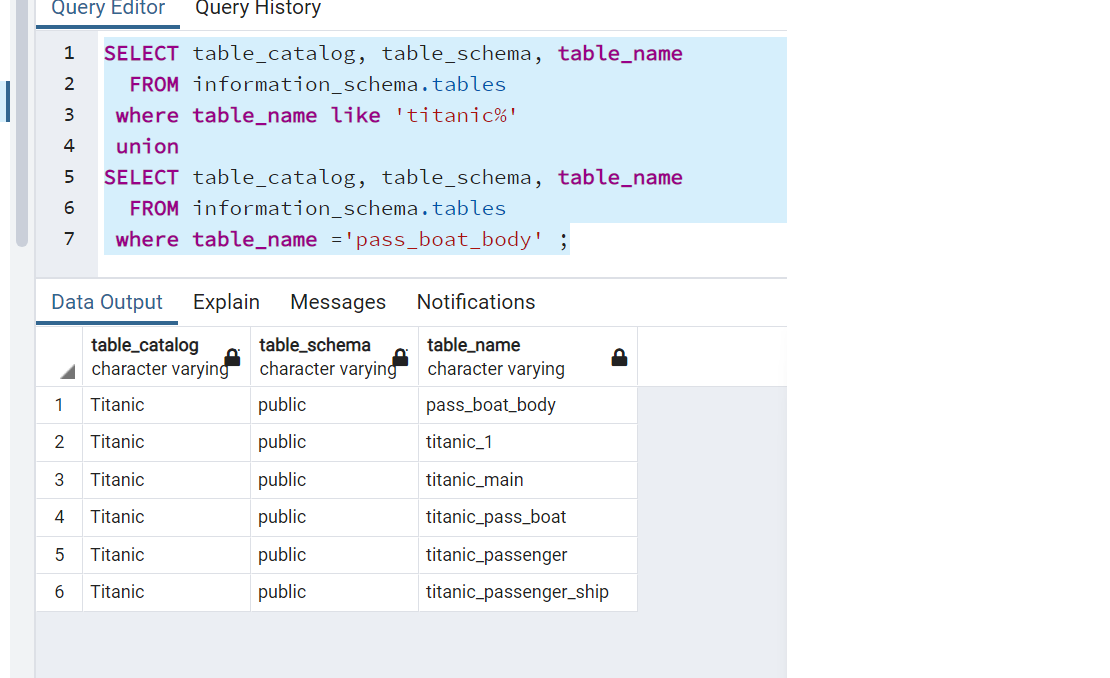 Query Editor Query History
1 SELECT table_catalog, table_schema, table_name
2 FROM information_schema.tables
3 where table_name like 'titanic%'
4 union
5 SELECT table_catalog, table_schema, table_name
6 FROM information_schema.tables
7 where table_name ='pass_boat_body' ;
Data Output Explain Messages Notifications
table_catalog table_schema table_name
character varying character varying character varying
1 Titanic public pass_boat_body
2 Titanic public titanic_1
3 Titanic public titanic_main
4 Titanic public titanic_pass_boat
5 Titanic public titanic_passenger
6 Titanic public titanic_passenger_ship